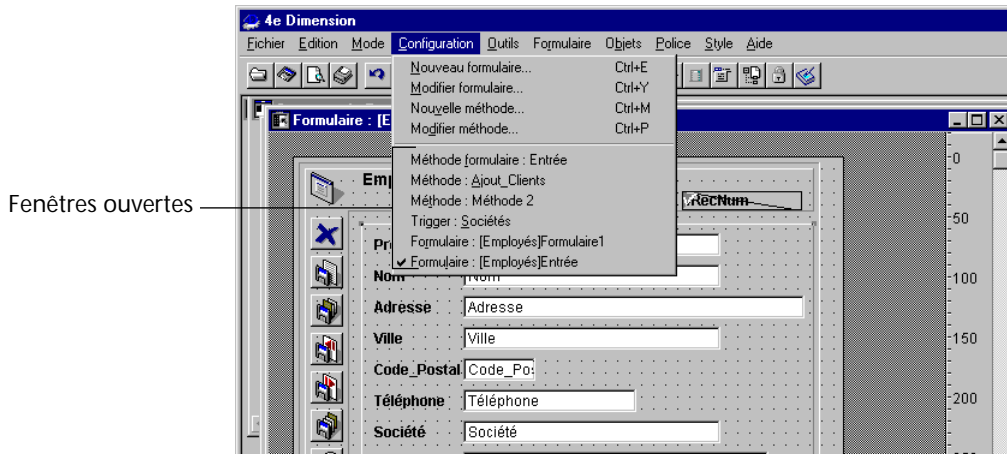 4e Dimension
Fichier Edition Mode Configuration Outils Formulaire Objets Police Style Aide
Nouveau formulaire... Ctrl+E
Modifier formulaire... Ctrl+Y
Nouvelle méthode... Ctrl+M
Modifier méthode... Ctrl+P
Formulaire : [E
Méthode formulaire : Entrée
Méthode : Ajout_Clients
Méthode : Méthode 2
Trigger : Sociétés
Formulaire : [Employés]Formulaire1
Formulaire : [Employés]Entrée
Fenêtres ouvertes
Emp
vRecNum
Pr
Nom Nom
Adresse Adresse
Ville Ville
Code_Postal Code_Pos
Téléphone Téléphone
Société Société
0
50
100
150
200